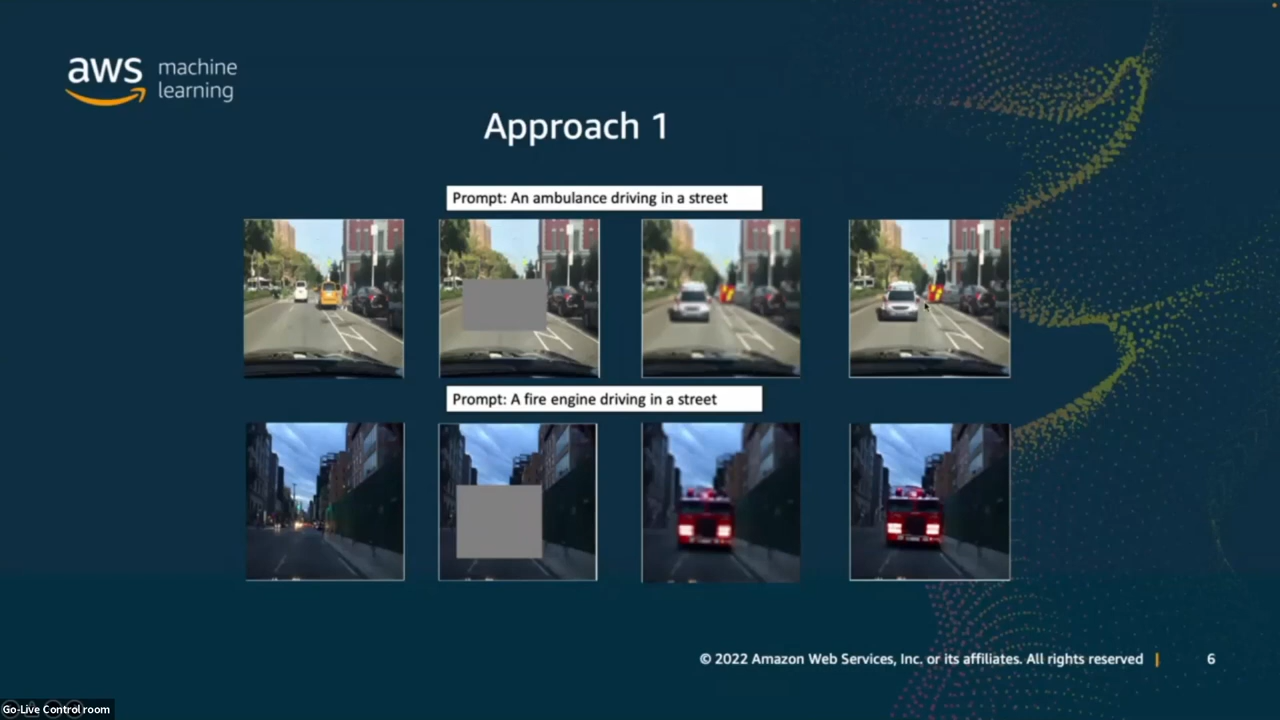 aws machine
learning
Approach 1
Prompt: An ambulance driving in a street
Prompt: A fire engine driving in a street
© 2022 Amazon Web Services, Inc. or its affiliates. All rights reserved | 6
Go-Live Control room